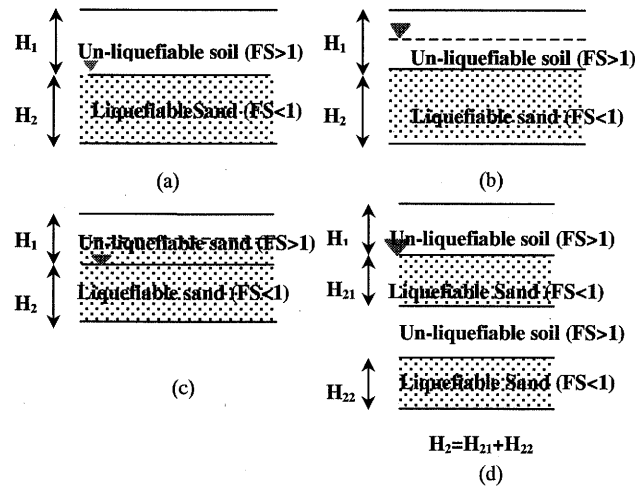 H₁
Un-liquefiable soil (FS>1)
H₂
LiquefiableSand (FS<1)
(a)
H₁
Un-liquefiable soil (FS>1)
H₂
Liquefiable sand (FS<1)
(b)
H₁
Un-liquefiable sand (FS>1)
H₂
Liquefiable sand (FS<1)
(c)
H₁
Un-liquefiable soil (FS>1)
H₂₁
Liquefiable Sand (FS<1)
Un-liquefiable soil (FS>1)
H₂₂
Liquefiable Sand (FS<1)
H₂=H₂₁+H₂₂
(d)